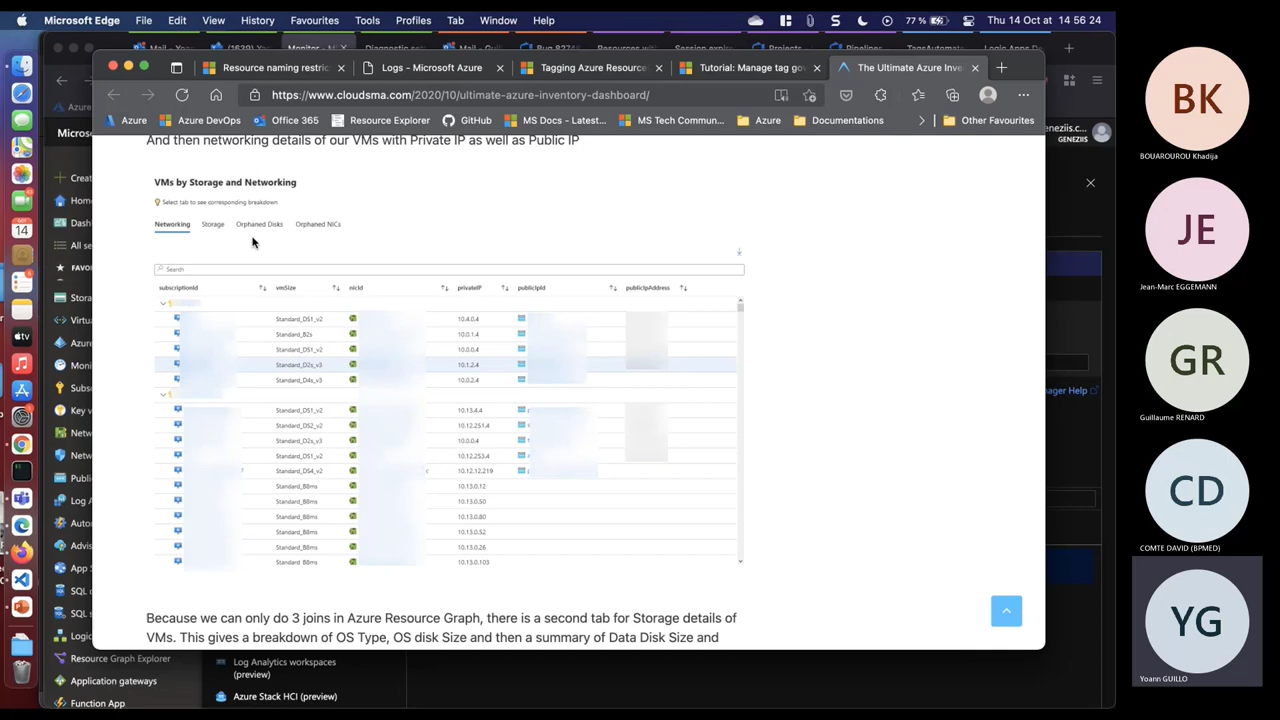 Microsoft Edge File Edit View History Favourites Tools Profiles Tab Window Help 77 % Thu 14 Oct at 14 56 24
Resource naming restric Logs - Microsoft Azure Tagging Azure Resource Tutorial: Manage tag gov The Ultimate Azure Inve
https://www.cloudsma.com/2020/10/ultimate-azure-inventory-dashboard/
Azure Azure DevOps Office 365 Resource Explorer GitHub MS Docs - Latest... MS Tech Commun... Azure Documentations Other Favourites
And then networking details of our VMs with Private IP as well as Public IP
VMs by Storage and Networking
Select tab to see corresponding breakdown
Networking Storage Orphaned Disks Orphaned NICs
Search
subscriptionId vmSize nicId privateIP publicIpId publicIpAddress
Standard_DS1_v2 10.4.0.4
Standard_B2s 10.0.1.4
Standard_DS1_v2 10.0.0.4
Standard_D2s_v3 10.1.2.4
Standard_D4s_v3 10.0.2.4
Standard_DS1_v2 10.13.4.4
Standard_DS2_v2 10.12.251.4
Standard_D2s_v3 10.0.0.4
Standard_DS1_v2 10.12.253.4
Standard_DS4_v2 10.12.12.219
Standard_B8ms 10.13.0.12
Standard_B8ms 10.13.0.50
Standard_B8ms 10.13.0.80
Standard_B8ms 10.13.0.52
Standard_B8ms 10.13.0.26
Standard_B8ms 10.13.0.103
Because we can only do 3 joins in Azure Resource Graph, there is a second tab for Storage details of
VMs. This gives a breakdown of OS Type, OS disk Size and then a summary of Data Disk Size and
Resource Graph Explorer
Application gateways
Function App
Log Analytics workspaces
(preview)
Azure Stack HCI (preview)
ager Help
GENEZIIS
OCT
14
BK
BOUAROUROU Khadija
JE
Jean-Marc EGGEMANN
GR
Guillaume RENARD
CD
COMTE DAVID (BPMED)
YG
Yoann GUILLO